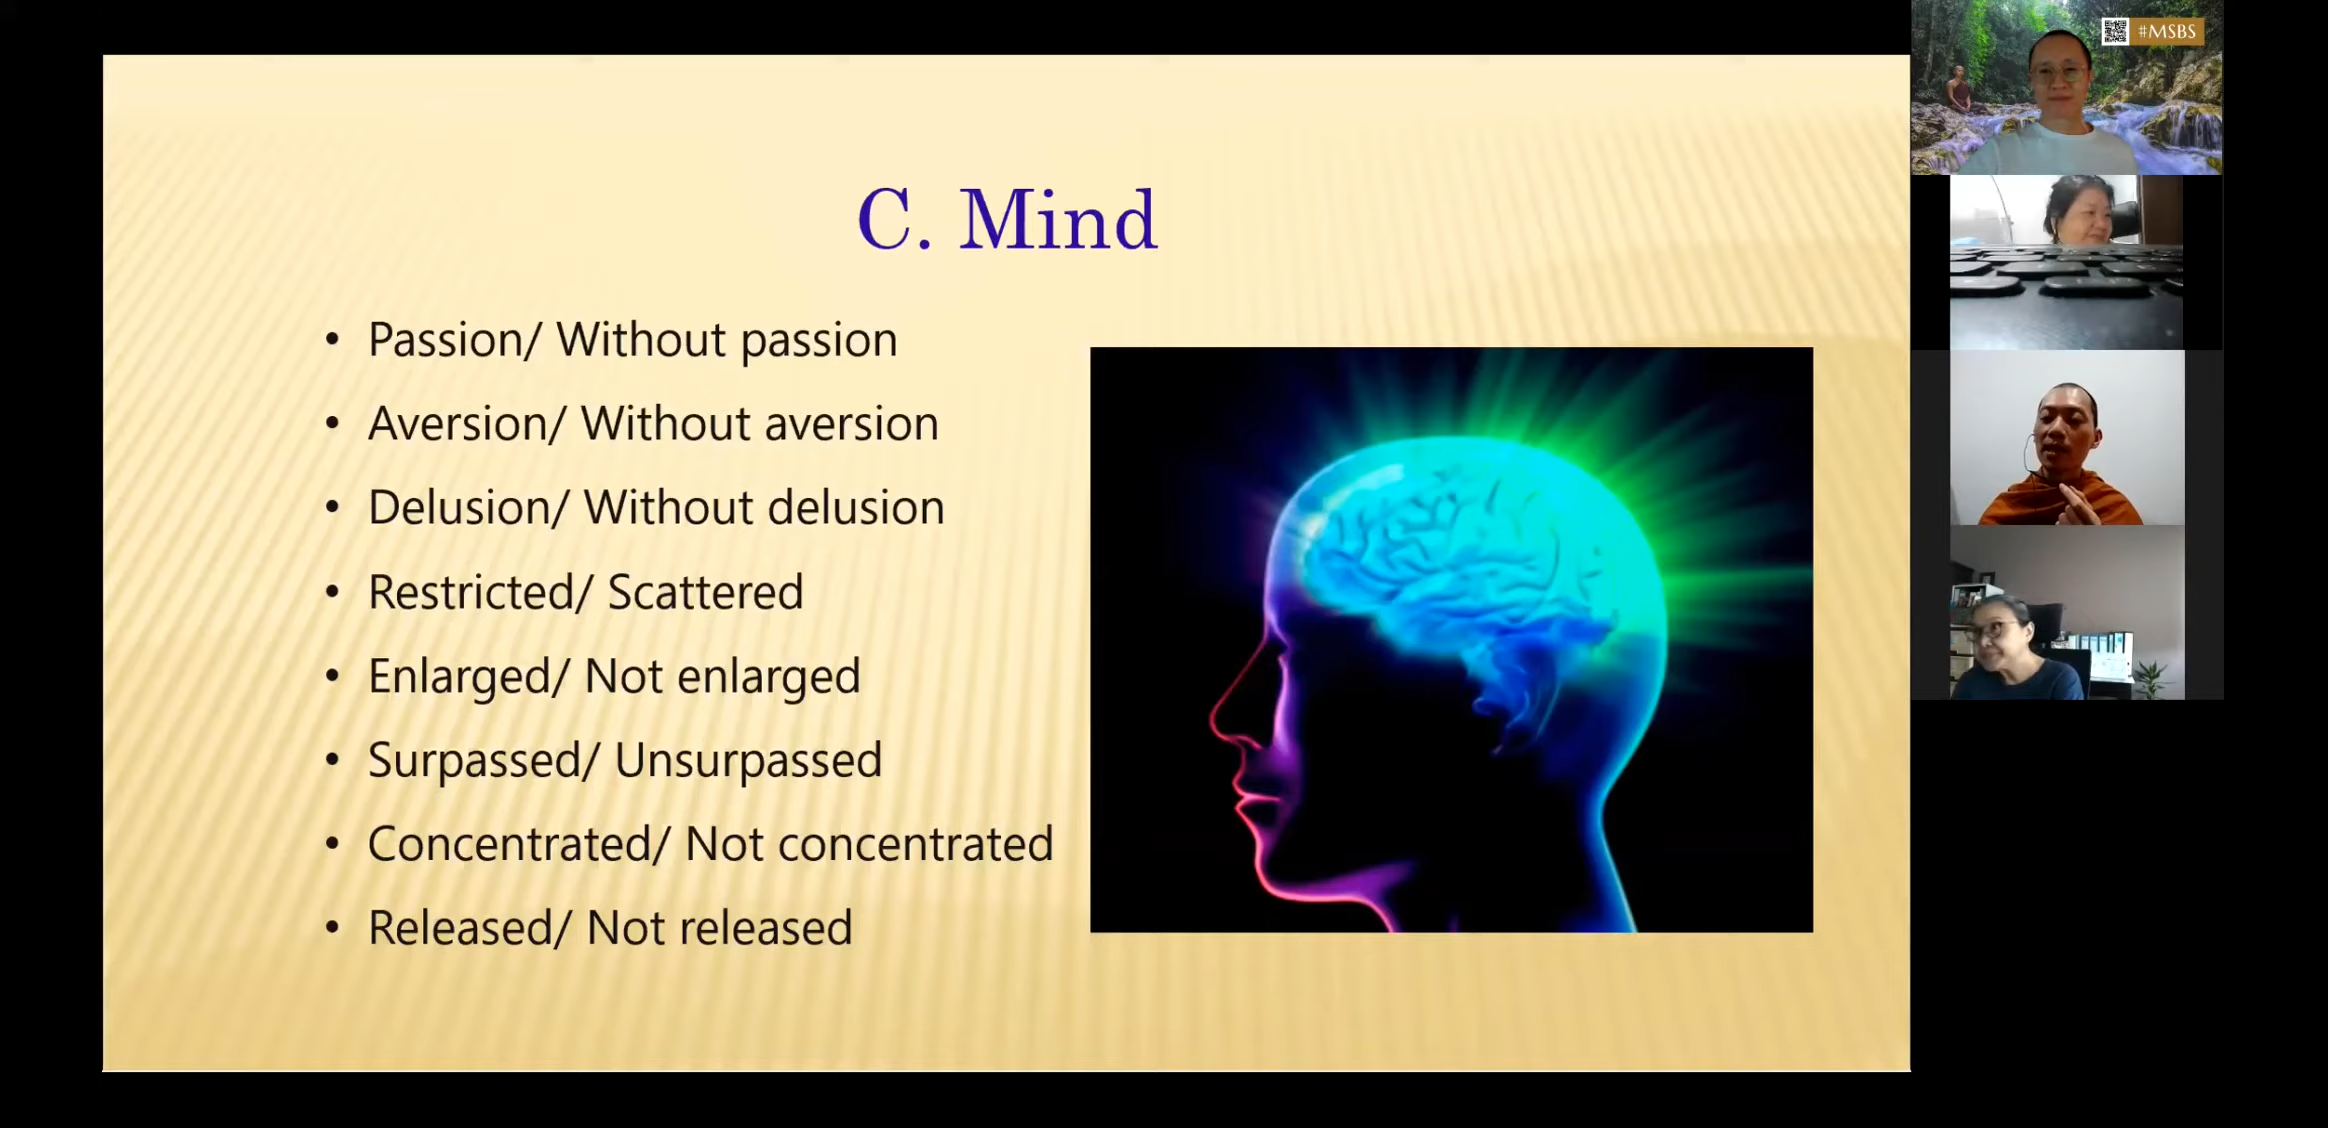 C. Mind
• Passion/ Without passion
• Aversion/ Without aversion
• Delusion/ Without delusion
• Restricted/ Scattered
• Enlarged/ Not enlarged
• Surpassed/ Unsurpassed
• Concentrated/ Not concentrated
• Released/ Not released
#MSBS